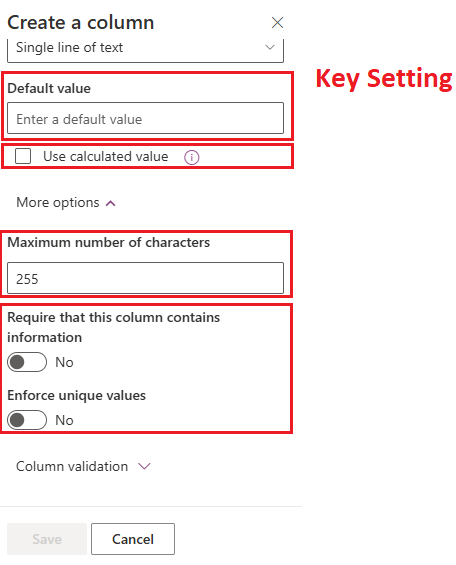 Create a column
Single line of text
Key Setting
Default value
Enter a default value
Use calculated value
More options
Maximum number of characters
255
Require that this column contains
information
No
Enforce unique values
No
Column validation
Save
Cancel